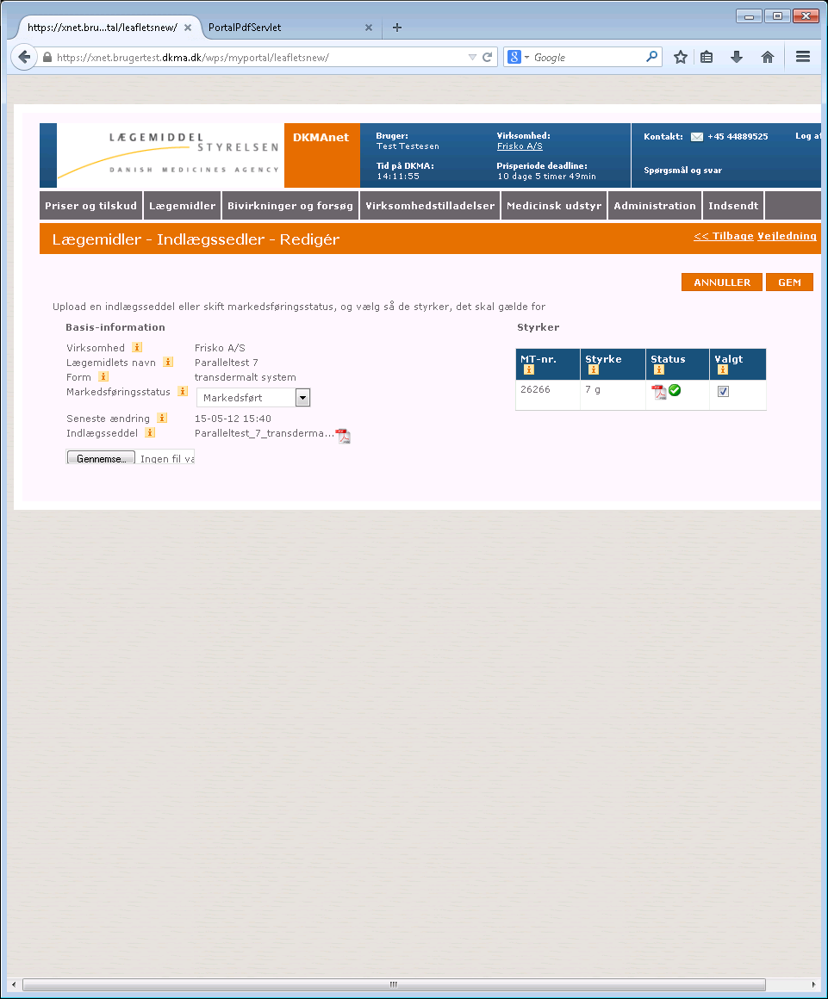 https://xnet.bru...tal/leafletsnew/
PortalPdfServlet
https://xnet.brugertest.dkma.dk/wps/myportal/leafletsnew/
Google
LÆGEMIDDEL
STYRELSEN
DANISH MEDICINES AGENCY
DKMAnet
Bruger:
Test Testesen
Tid på DKMA:
14:11:55
Virksomhed:
Frisko A/S
Prisperiode deadline:
10 dage 5 timer 49min
Kontakt: +45 44889525
Log af
Spørgsmål og svar
Priser og tilskud Lægemidler Bivirkninger og forsøg Virksomhedstilladelser Medicinsk udstyr Administration Indsendt
Lægemidler - Indlægssedler - Redigér
<< Tilbage Vejledning
ANNULLER GEM
Upload en indlægsseddel eller skift markedsføringsstatus, og vælg så de styrker, det skal gælde for
Basis-information
Virksomhed Frisko A/S
Lægemidlets navn Paralleltest 7
Form transdermalt system
Markedsføringsstatus Markedsført
Seneste ændring 15-05-12 15:40
Indlægsseddel Paralleltest_7_transderma...
Gennemse... Ingen fil va
Styrker
MT-nr. Styrke Status Valgt
26266 7 g